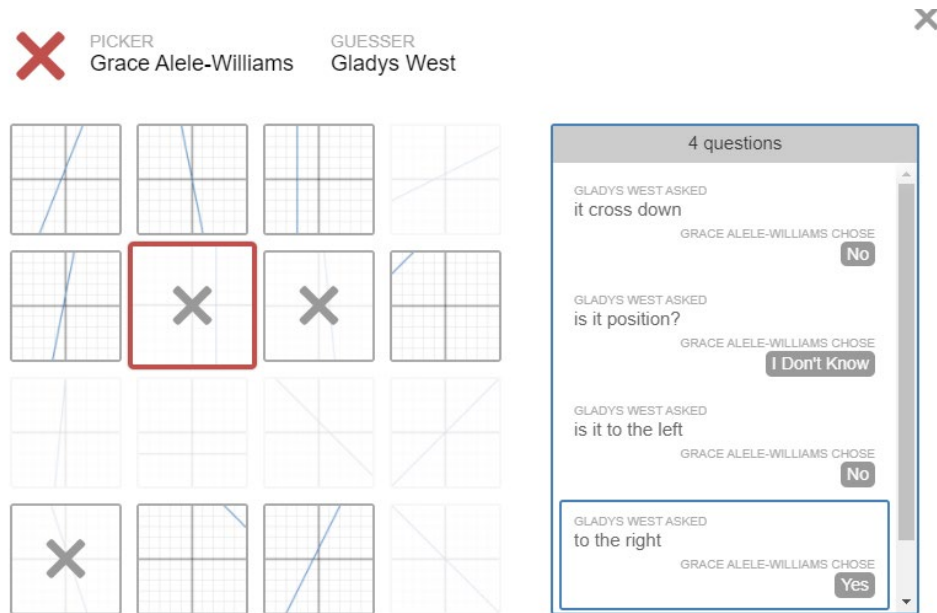 PICKER
Grace Alele-Williams
GUESSER
Gladys West
4 questions
GLADYS WEST ASKED
it cross down
GRACE ALELE-WILLIAMS CHOSE
No
GLADYS WEST ASKED
is it position?
GRACE ALELE-WILLIAMS CHOSE
I Don't Know
GLADYS WEST ASKED
is it to the left
GRACE ALELE-WILLIAMS CHOSE
No
GLADYS WEST ASKED
to the right
GRACE ALELE-WILLIAMS CHOSE
Yes